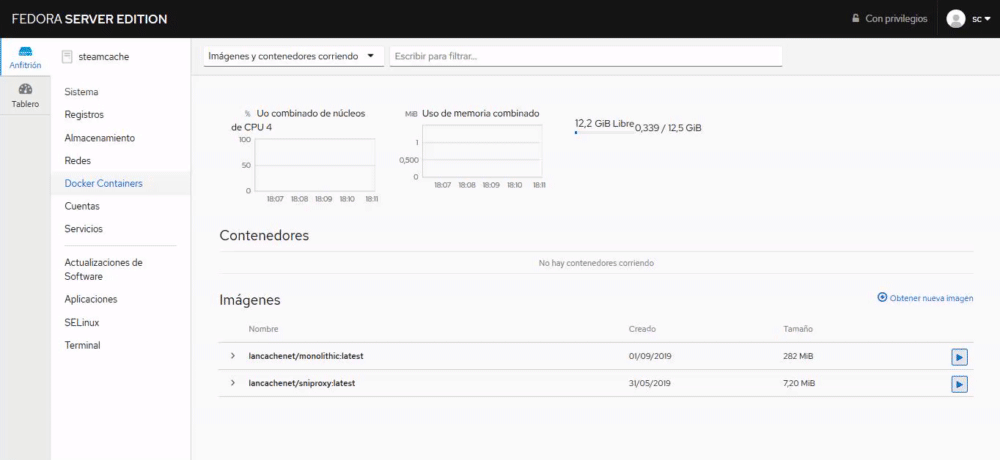 FEDORA SERVER EDITION
Con privilegios
sc
Anfitrión
Tablero
steamcache
Sistema
Registros
Almacenamiento
Redes
Docker Containers
Cuentas
Servicios
Actualizaciones de
Software
Aplicaciones
SELinux
Terminal
Imágenes y contenedores corriendo
Escribir para filtrar...
% Uo combinado de núcleos
de CPU 4
100
50
0
18:07 18:08 18:09 18:10 18:11
MiB Uso de memoria combinado
1
0,500
0
18:07 18:08 18:09 18:10 18:11
12,2 GiB Libre 0,339 / 12,5 GiB
Contenedores
No hay contenedores corriendo
Imágenes
Obtener nueva imagen
Nombre Creado Tamaño
lancachenet/monolithic:latest 01/09/2019 282 MiB
lancachenet/sniproxy:latest 31/05/2019 7,20 MiB